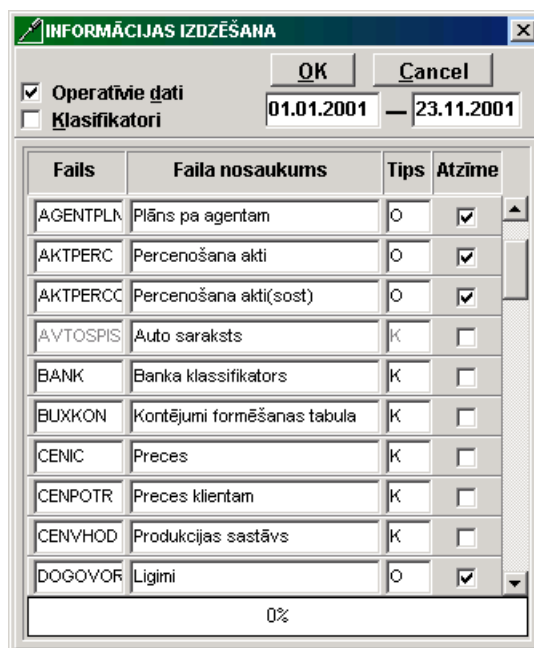 INFORMĀCIJAS IZDZĒŠANA
OK Cancel
Operatīvie dati
Klasifikatori
01.01.2001 — 23.11.2001
Fails Faila nosaukums Tips Atzīme
AGENTPLN Plāns pa agentam O
AKTPERC Percenošana akti O
AKTPERCO Percenošana akti(sost) O
AVTOSPIS Auto saraksts K
BANK Banka klassifikators K
BUXKON Kontējumi formēšanas tabula K
CENIC Preces K
CENPOTR Preces klientam K
CENVHOD Produkcijas sastāvs K
DOGOVOR Ligimi O
0%